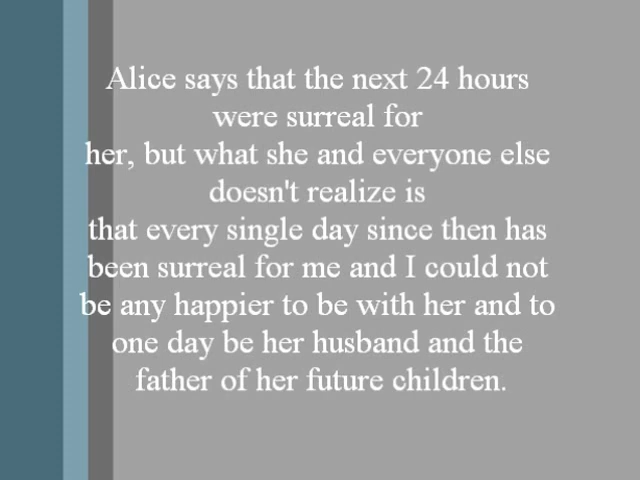 Alice says that the next 24 hours
were surreal for
her, but what she and everyone else
doesn't realize is
that every single day since then has
been surreal for me and I could not
be any happier to be with her and to
one day be her husband and the
father of her future children.